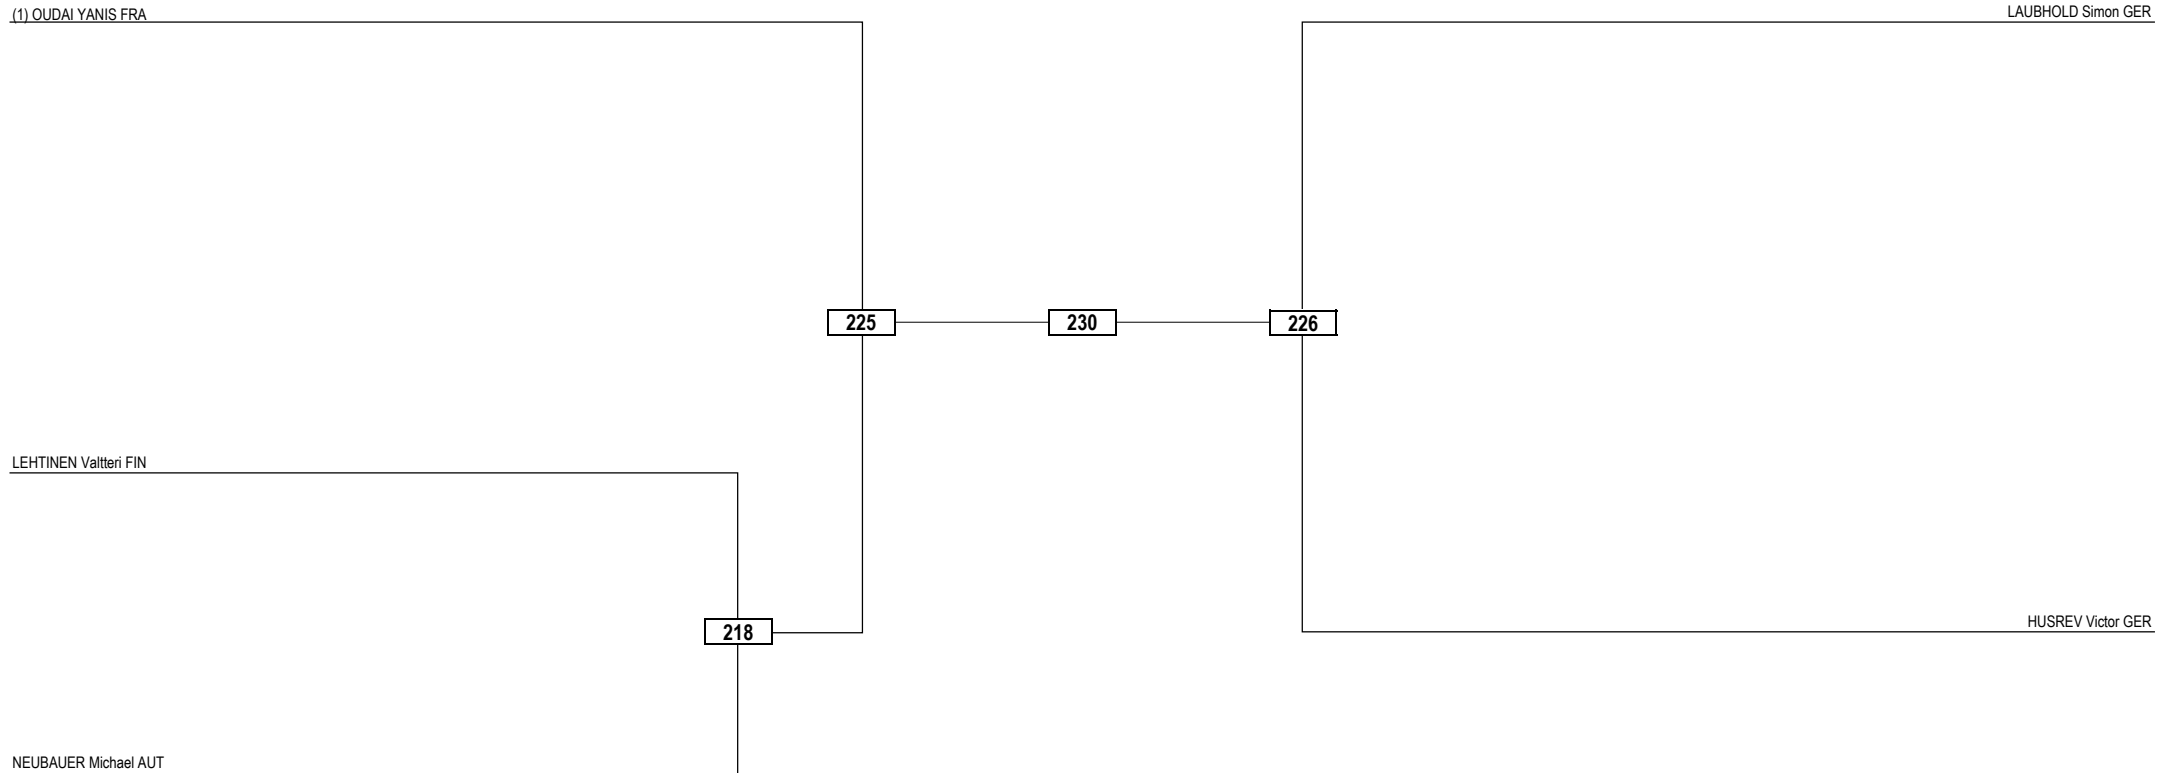 (1) OUDAI YANIS FRA
LAUBHOLD Simon GER
225
230
226
LEHTINEN Valtteri FIN
HUSREV Victor GER
218
NEUBAUER Michael AUT